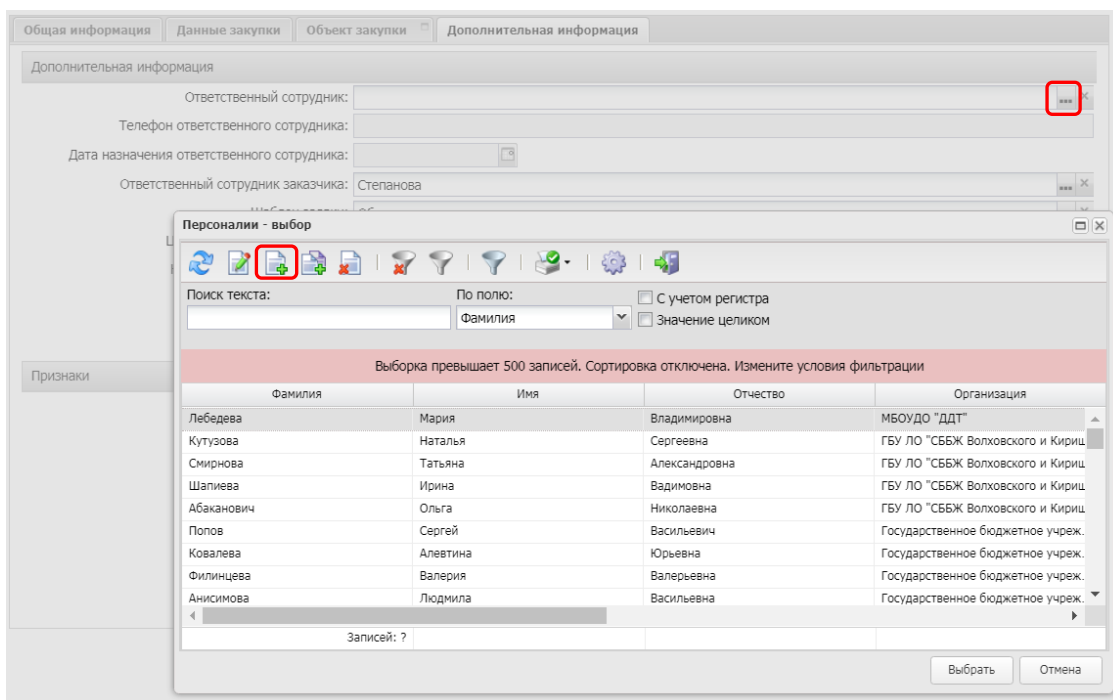 Общая информация Данные закупки Объект закупки Дополнительная информация
Дополнительная информация
Ответственный сотрудник:
Телефон ответственного сотрудника:
Дата назначения ответственного сотрудника:
Ответственный сотрудник заказчика: Степанова
Персоналии - выбор
Поиск текста: По полю: С учетом регистра
Фамилия Значение целиком
Выборка превышает 500 записей. Сортировка отключена. Измените условия фильтрации
Признаки
Фамилия Имя Отчество Организация
Лебедева Мария Владимировна МБОУДО "ДДТ"
Кутузова Наталья Сергеевна ГБУ ЛО "СББЖ Волховского и Кириш
Смирнова Татьяна Александровна ГБУ ЛО "СББЖ Волховского и Кириш
Шапиева Ирина Вадимовна ГБУ ЛО "СББЖ Волховского и Кириш
Абаканович Ольга Николаевна ГБУ ЛО "СББЖ Волховского и Кириш
Попов Сергей Васильевич Государственное бюджетное учреж.
Ковалева Алевтина Юрьевна Государственное бюджетное учреж.
Филинцева Валерия Валерьевна Государственное бюджетное учреж.
Анисимова Людмила Васильевна Государственное бюджетное учреж.
Записей: ?
Выбрать Отмена